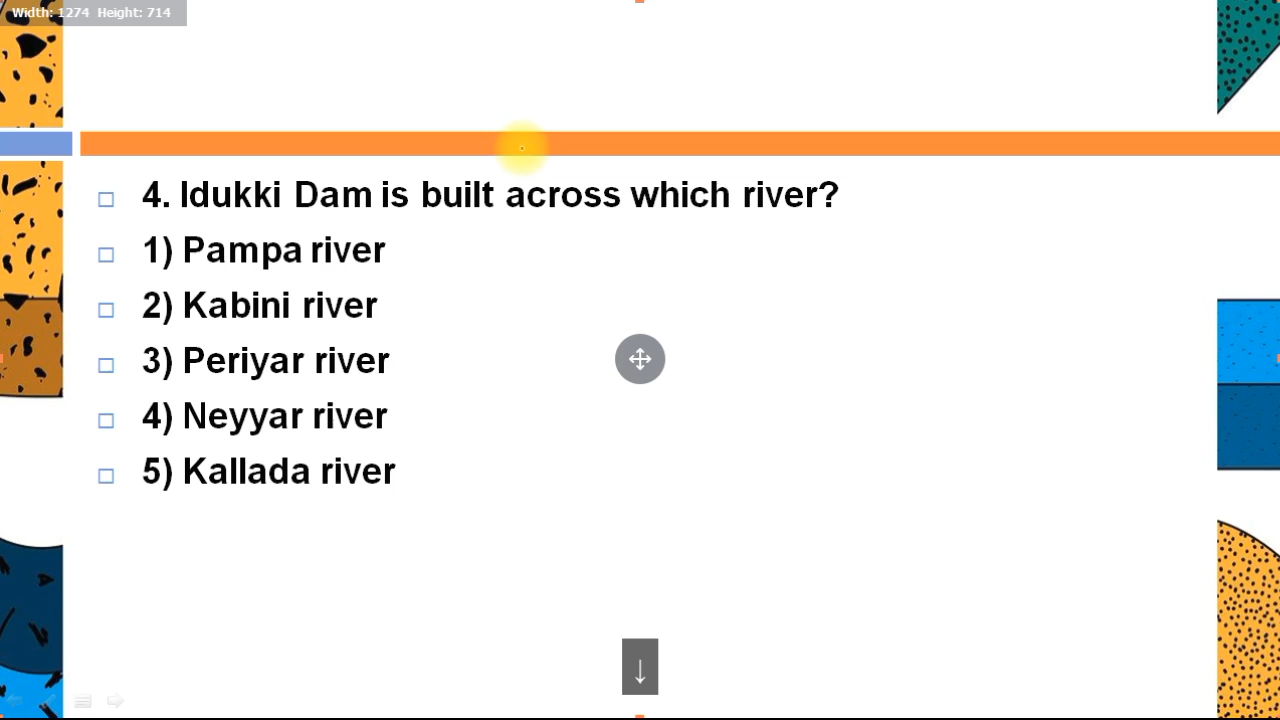 Width: 1274 Height: 714
4. Idukki Dam is built across which river?
1) Pampa river
2) Kabini river
3) Periyar river
4) Neyyar river
5) Kallada river